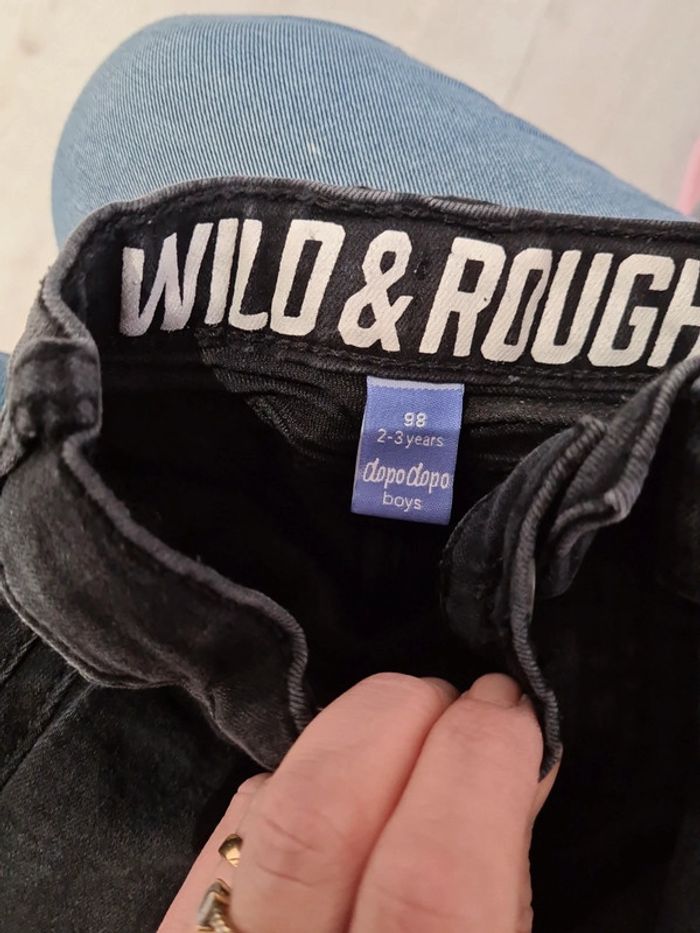 WILD & ROUGH
98
2-3 years
dopodopo
boys